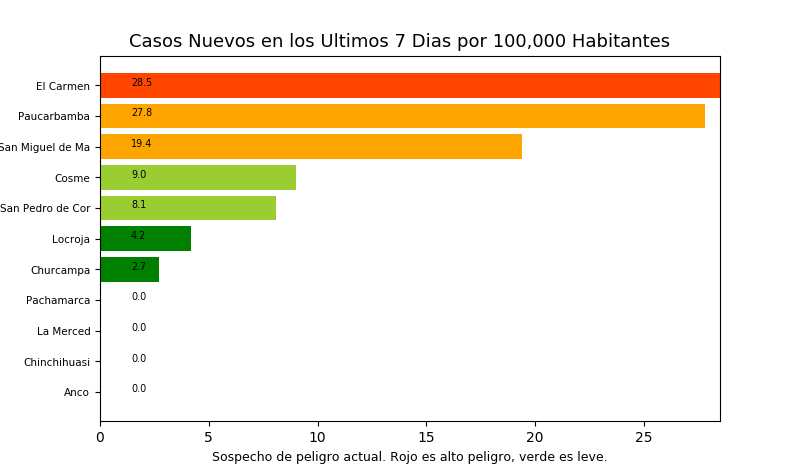 Casos Nuevos en los Ultimos 7 Dias por 100,000 Habitantes
El Carmen 28.5
Paucarbamba 27.8
San Miguel de Ma 19.4
Cosme 9.0
San Pedro de Cor 8.1
Locroja 4.2
Churcampa 2.7
Pachamarca 0.0
La Merced 0.0
Chinchihuasi 0.0
Anco 0.0
0 5 10 15 20 25
Sospecho de peligro actual. Rojo es alto peligro, verde es leve.